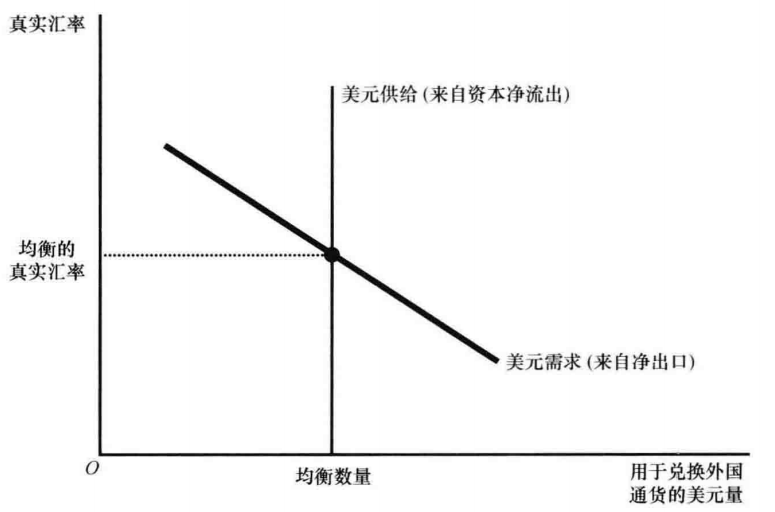 真实汇率
美元供给(来自资本净流出)
均衡的
真实汇率
美元需求(来自净出口)
O
均衡数量
用于兑换外国
通货的美元量